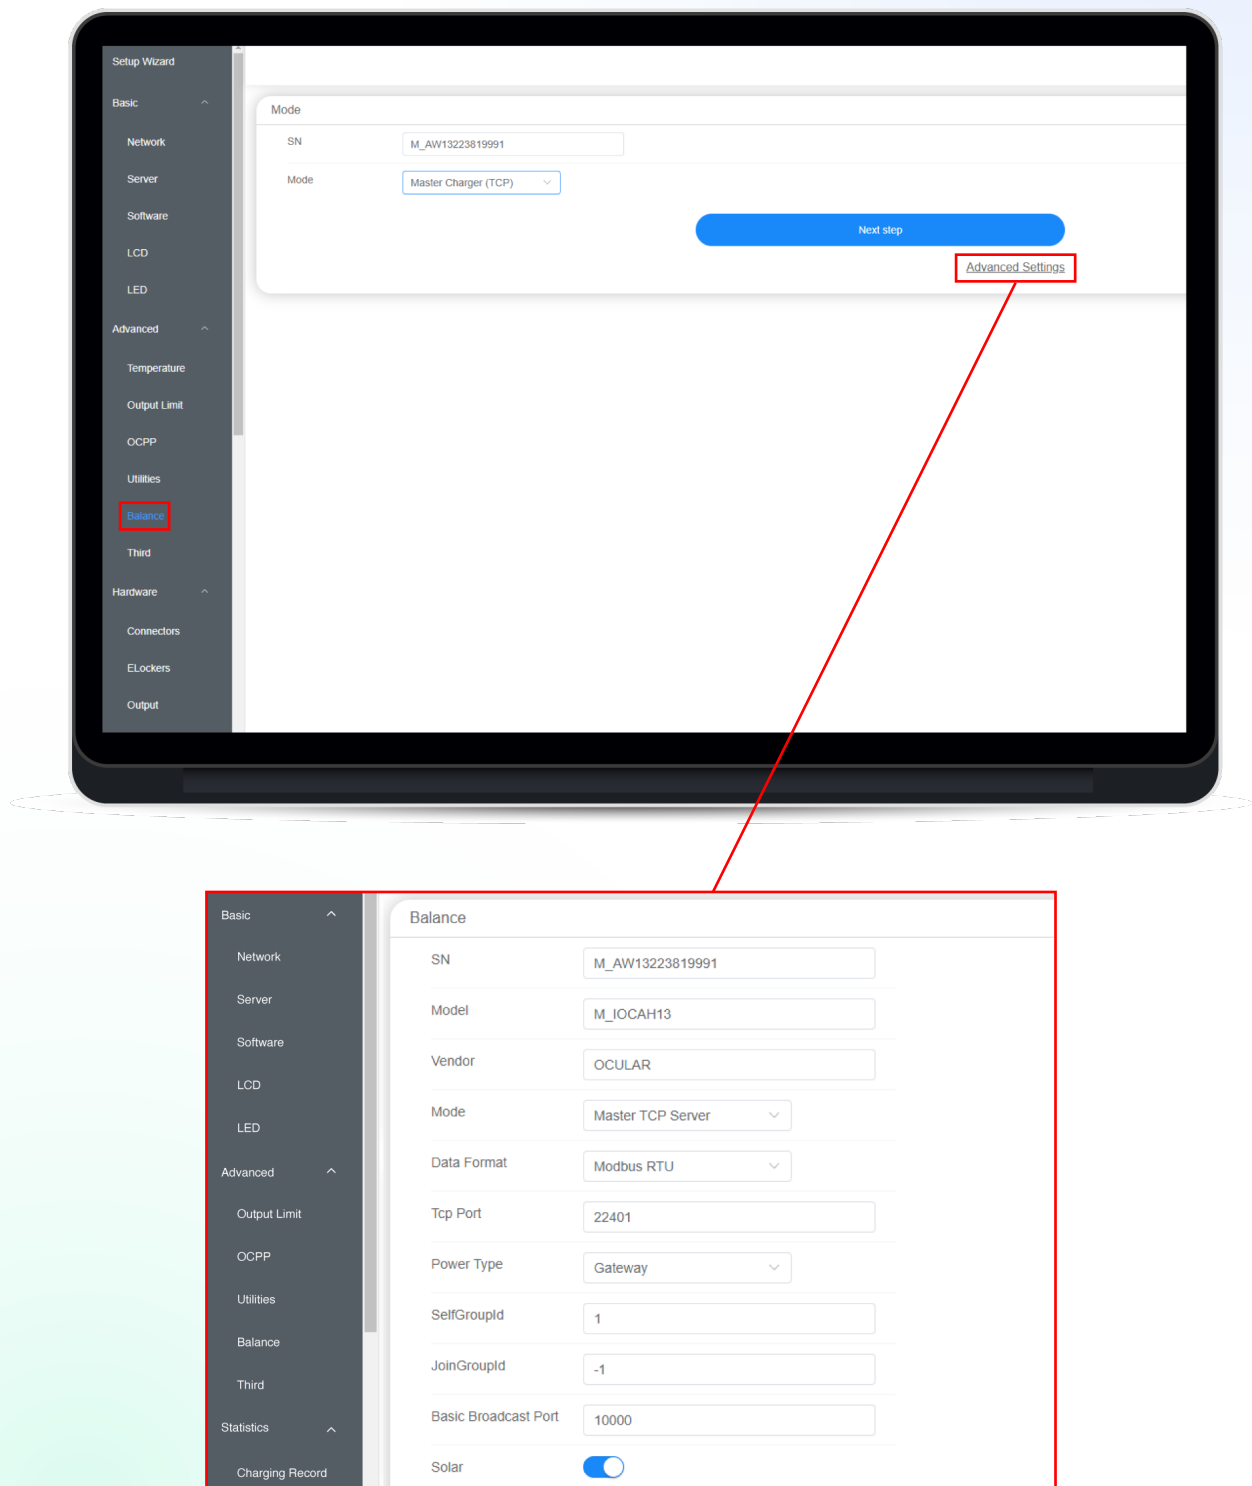 Setup Wizard
Basic
Network
Server
Software
LCD
LED
Advanced
Temperature
Output Limit
OCPP
Utilities
Balance
Third
Hardware
Connectors
ELockers
Output
Mode
SN M_AW13223819991
Mode Master Charger (TCP)
Next step
Advanced Settings
Basic
Network
Server
Software
LCD
LED
Advanced
Output Limit
OCPP
Utilities
Balance
Third
Statistics
Charging Record
Balance
SN M_AW13223819991
Model M_IOCAH13
Vendor OCULAR
Mode Master TCP Server
Data Format Modbus RTU
Tcp Port 22401
Power Type Gateway
SelfGroupId 1
JoinGroupId -1
Basic Broadcast Port 10000
Solar